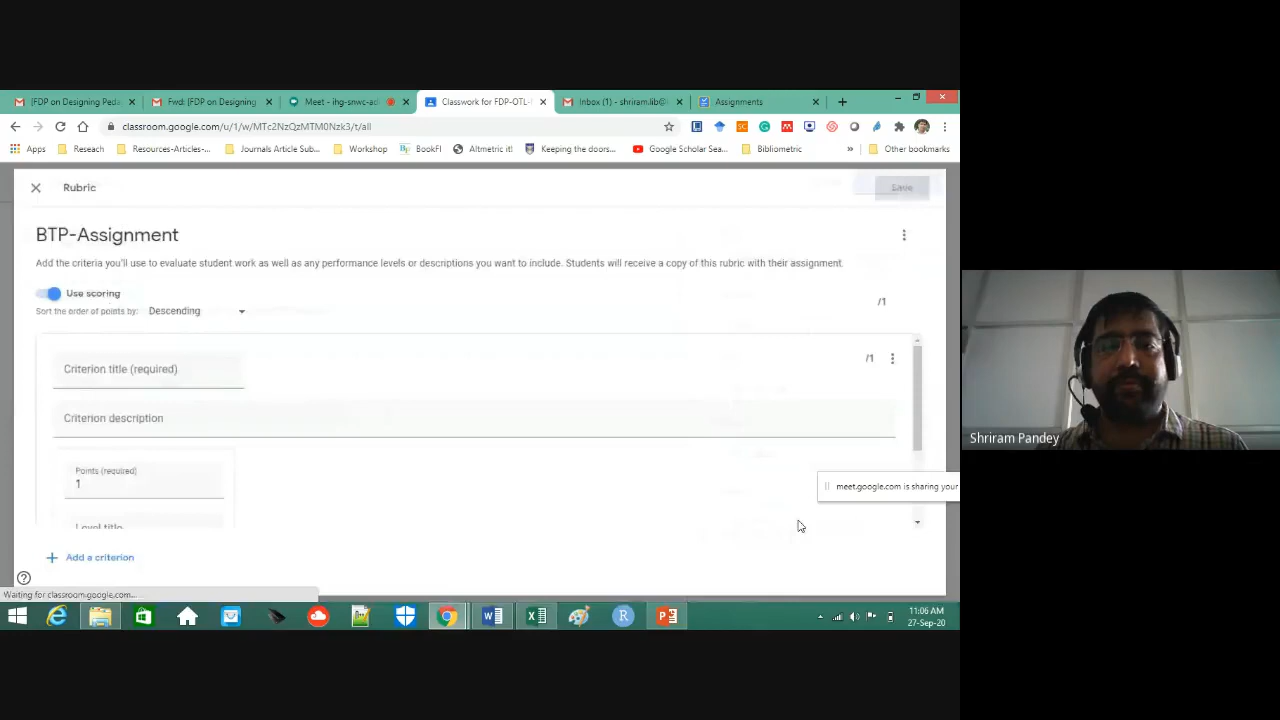 [FDP on Designing Peda
Fwd: [FDP on Designing
Meet - ihg-snwc-ad
Classwork for FDP-OTL-
Inbox (1) - shriram.lib@
Assignments
classroom.google.com/u/1/w/MTc2NzQzMTM0Nzk3/t/all
Apps
Reseach
Resources-Articles-...
Journals Article Sub...
Workshop
BookFI
Altmetric it!
Keeping the doors...
Google Scholar Sea...
Bibliometric
»
Other bookmarks
Rubric
Save
BTP-Assignment
Add the criteria you'll use to evaluate student work as well as any performance levels or descriptions you want to include. Students will receive a copy of this rubric with their assignment.
Use scoring
/1
Sort the order of points by: Descending
Criterion title (required)
/1
Criterion description
Points (required)
1
Level title
meet.google.com is sharing your
Shriram Pandey
+ Add a criterion
Waiting for classroom.google.com...
11:06 AM
27-Sep-20